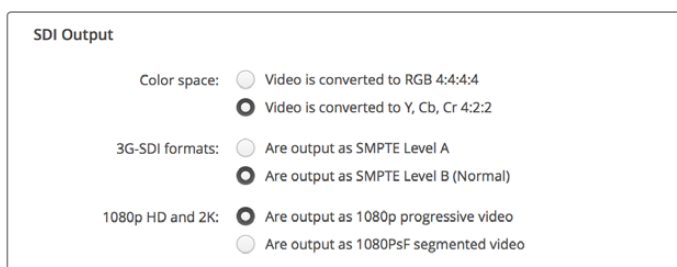 SDI Output
Color space: Video is converted to RGB 4:4:4:4
Video is converted to Y, Cb, Cr 4:2:2
3G-SDI formats: Are output as SMPTE Level A
Are output as SMPTE Level B (Normal)
1080p HD and 2K: Are output as 1080p progressive video
Are output as 1080PsF segmented video